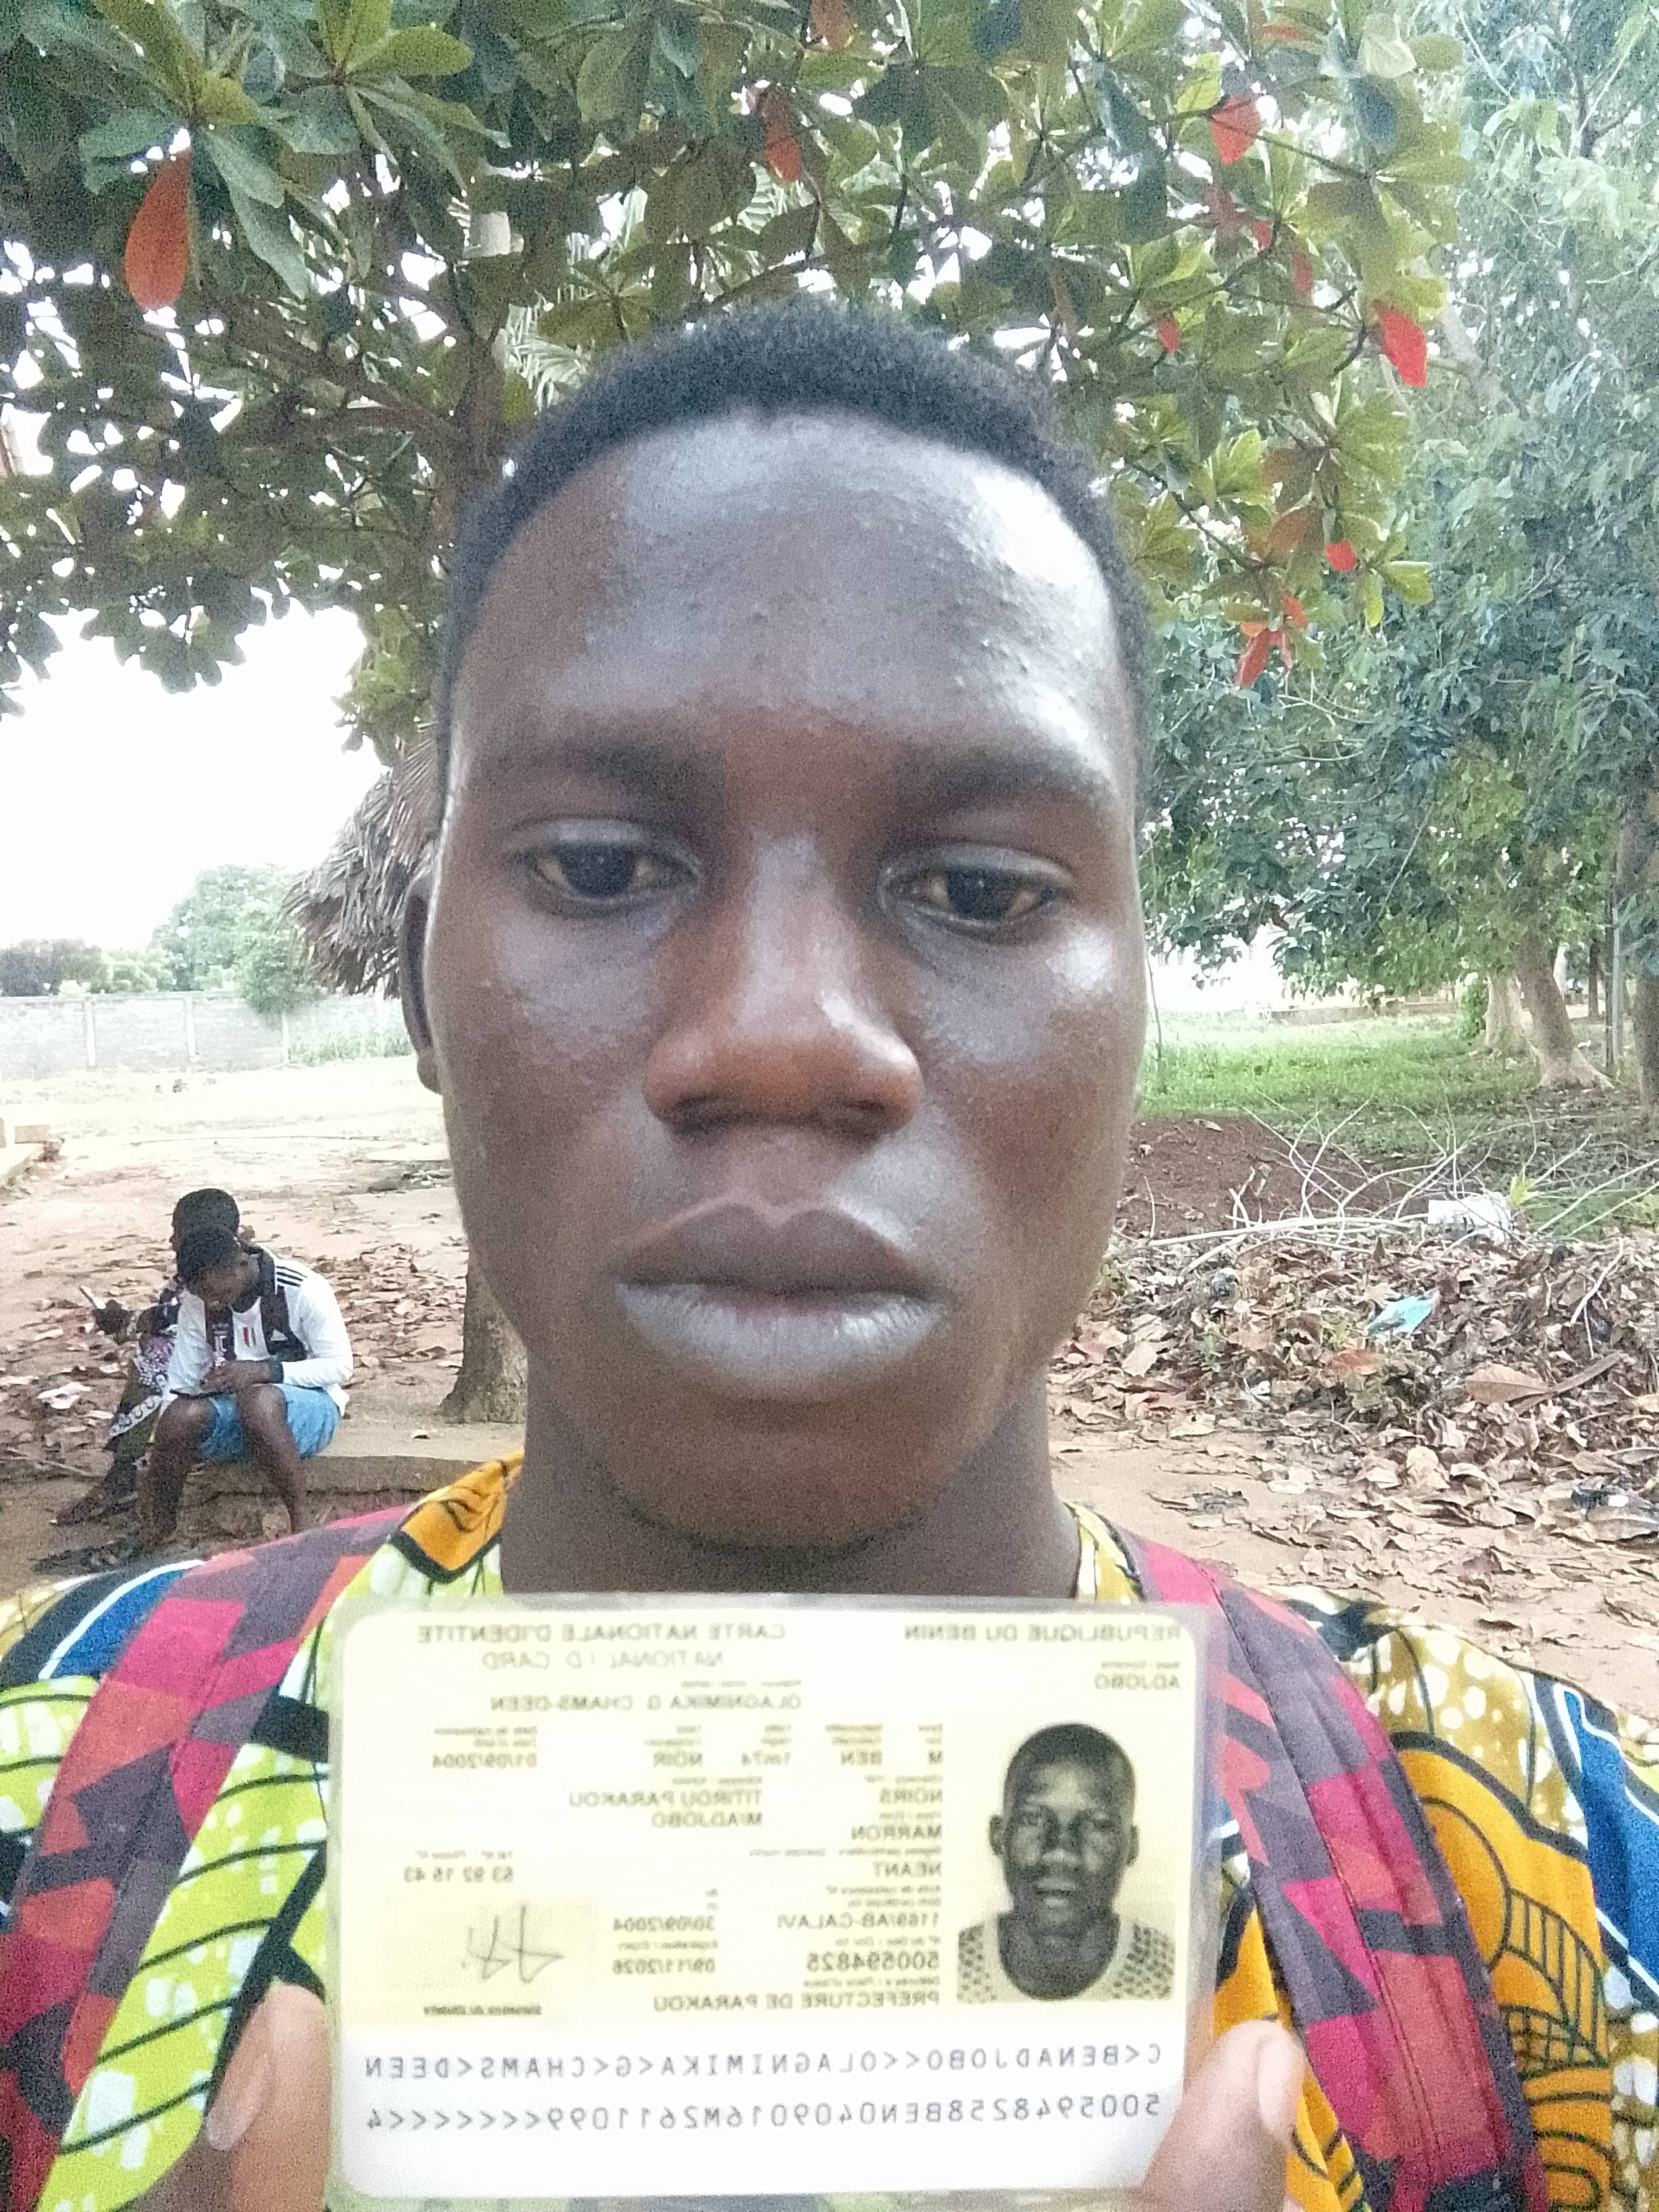 REPUBLIQUE DU BENIN CARTE NATIONALE D'IDENTITE
NATIONAL I D CARD
ADJOBO
OLAGNIMIKA G CHAMS-DEEN
M BEN 1m74 NOIR 01/09/2004
NOIRS TITIROU PARAKOU
M/ADJOBO
MARRON
NEANT 53 92 15 43
1169/AB-CALAVI 30/09/2004
500594825 09/11/2026
PREFECTURE DE PARAKOU
C<BENADJOBO<<OLAGNIMIKA<G<CHAMS<DEEN
5005948258BEN0409016M2611099<<<<<<<4